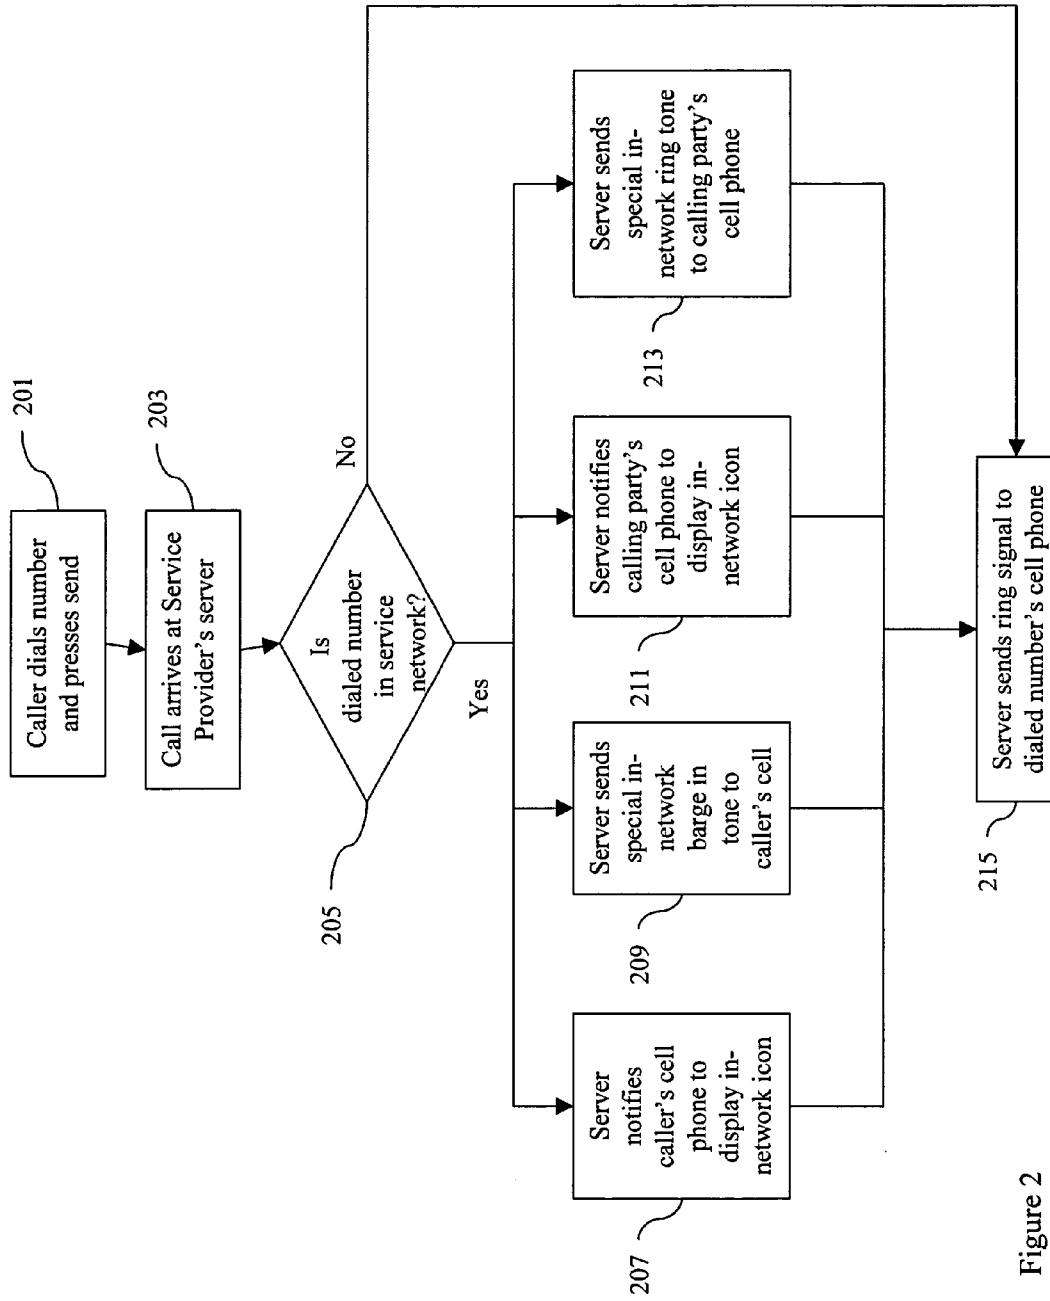 201
Caller dials number
and presses send
203
Call arrives at Service
Provider's server
205
Is
dialed number
in service
network?
No
Yes
207
Server
notifies
caller's cell
phone to
display in-
network icon
209
Server sends
special in-
network
barge in
tone to
caller's cell
211
Server notifies
calling party's
cell phone to
display in-
network icon
213
Server sends
special in-
network ring tone
to calling party's
cell phone
215
Server sends ring signal to
dialed number's cell phone
Figure 2